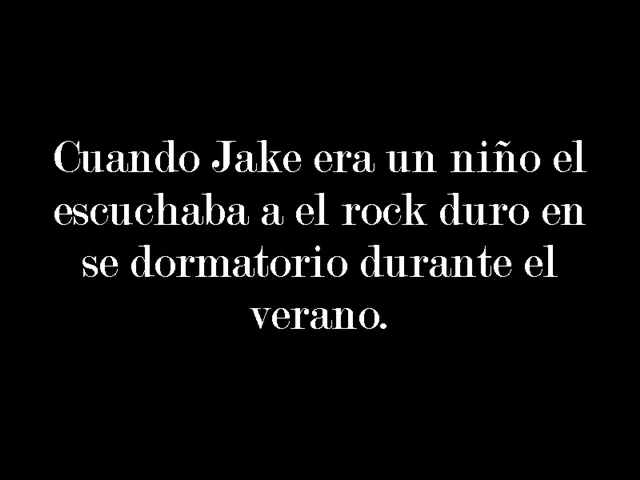 Cuando Jake era un niño el
escuchaba a el rock duro en
se dormatorio durante el
verano.